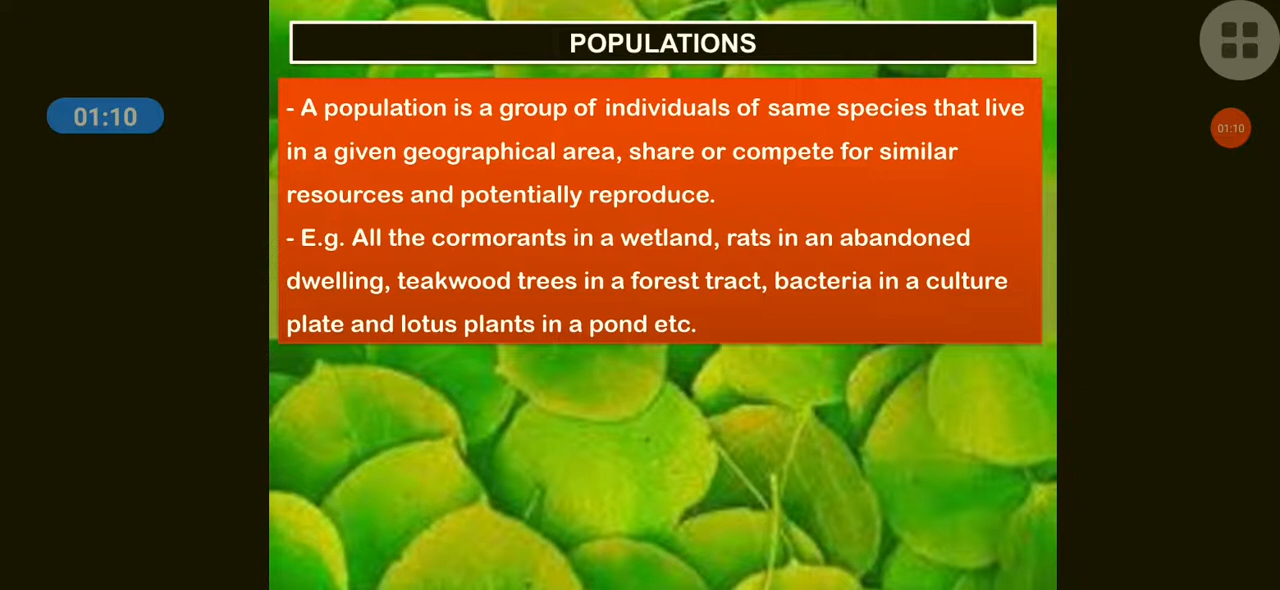 POPULATIONS
- A population is a group of individuals of same species that live
in a given geographical area, share or compete for similar
resources and potentially reproduce.
- E.g. All the cormorants in a wetland, rats in an abandoned
dwelling, teakwood trees in a forest tract, bacteria in a culture
plate and lotus plants in a pond etc.
01:10
01:10